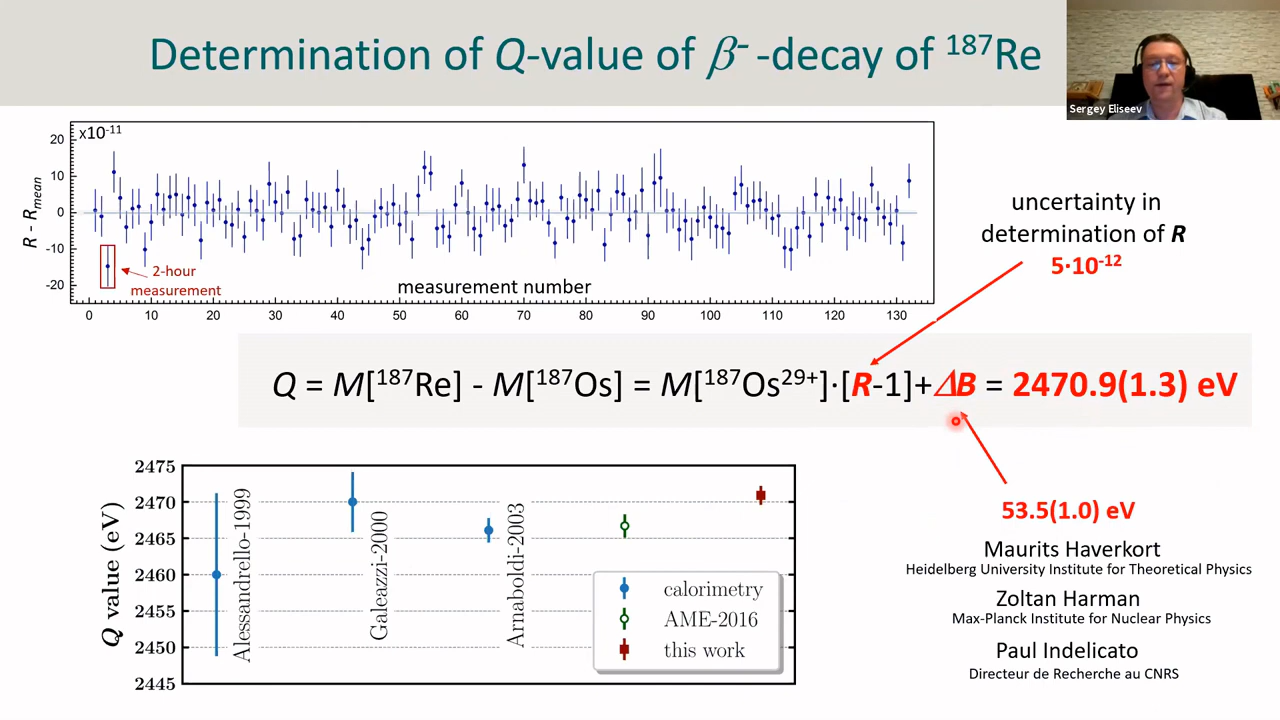 Determination of Q-value of β⁻ -decay of ¹⁸⁷Re
Sergey Eliseev
x10⁻¹¹
20
10
0
-10
-20
R - Rmean
2-hour
measurement
measurement number
0 10 20 30 40 50 60 70 80 90 100 110 120 130
uncertainty in
determination of R
5·10⁻¹²
Q = M[¹⁸⁷Re] - M[¹⁸⁷Os] = M[¹⁸⁷Os²⁹⁺]·[R-1]+ΔB = 2470.9(1.3) eV
53.5(1.0) eV
Maurits Haverkort
Heidelberg University Institute for Theoretical Physics
Zoltan Harman
Max-Planck Institute for Nuclear Physics
Paul Indelicato
Directeur de Recherche au CNRS
2475
2470
2465
2460
2455
2450
2445
Q value (eV)
Alessandrello-1999
Galeazzi-2000
Arnaboldi-2003
calorimetry
AME-2016
this work